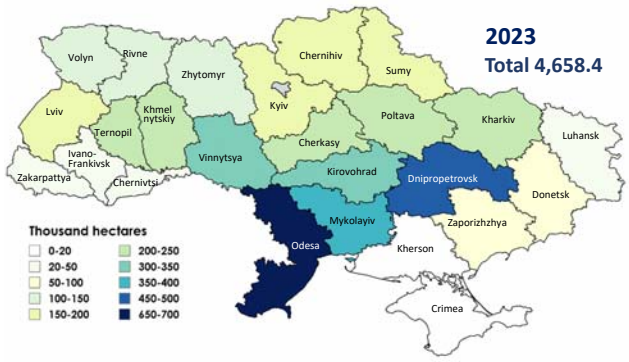 2023
Total 4,658.4
Volyn
Rivne
Zhytomyr
Chernihiv
Sumy
Kyiv
Lviv
Ternopil
Khmel
nytskiy
Poltava
Kharkiv
Luhansk
Cherkasy
Vinnytsya
Ivano-
Frankivsk
Zakarpattya
Chernivtsi
Kirovohrad
Dnipropetrovsk
Donetsk
Mykolayiv
Zaporizhzhya
Odesa
Kherson
Crimea
Thousand hectares
0-20
20-50
50-100
100-150
150-200
200-250
300-350
350-400
450-500
650-700